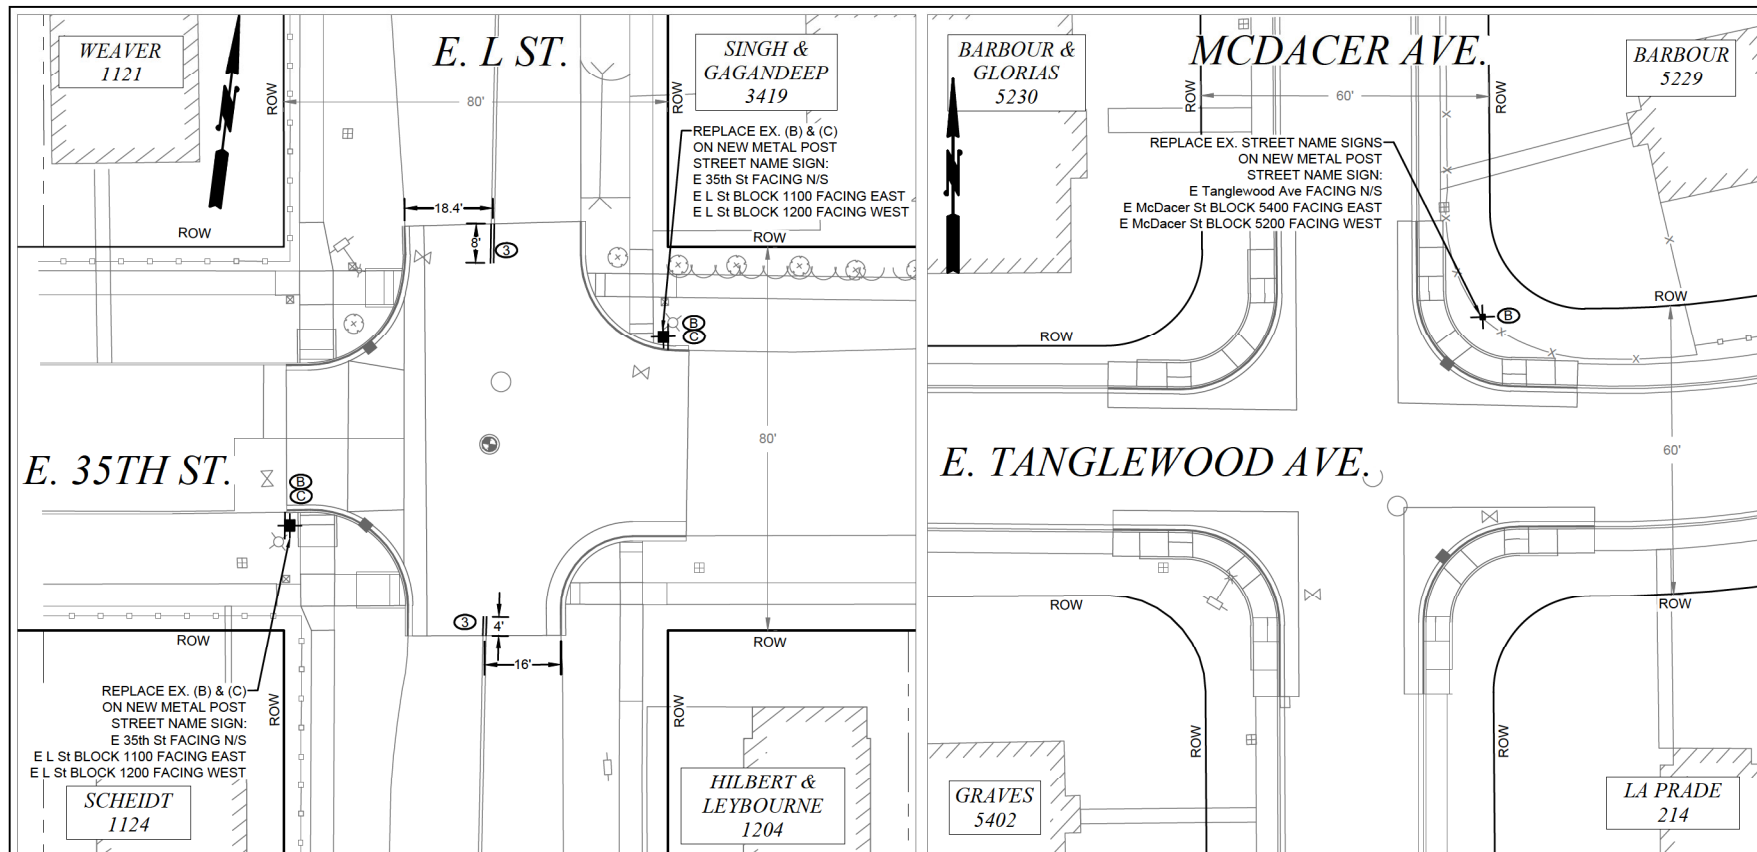 E. L ST.
WEAVER
1121
SINGH &
GAGANDEEP
3419
N
ROW
80'
ROW
REPLACE EX. (B) & (C)
ON NEW METAL POST
STREET NAME SIGN:
E 35th St FACING N/S
E L St BLOCK 1100 FACING EAST
E L St BLOCK 1200 FACING WEST
18.4'
8'
3
ROW
ROW
B
C
80'
E. 35TH ST.
B
C
3
4'
16'
ROW
ROW
REPLACE EX. (B) & (C)
ON NEW METAL POST
STREET NAME SIGN:
E 35th St FACING N/S
E L St BLOCK 1100 FACING EAST
E L St BLOCK 1200 FACING WEST
ROW
ROW
SCHEIDT
1124
HILBERT &
LEYBOURNE
1204
MCDACER AVE.
BARBOUR &
GLORIAS
5230
BARBOUR
5229
N
ROW
60'
ROW
REPLACE EX. STREET NAME SIGNS
ON NEW METAL POST
STREET NAME SIGN:
E Tanglewood Ave FACING N/S
E McDacer St BLOCK 5400 FACING EAST
E McDacer St BLOCK 5200 FACING WEST
ROW
B
ROW
60'
E. TANGLEWOOD AVE.
ROW
ROW
ROW
ROW
GRAVES
5402
LA PRADE
214